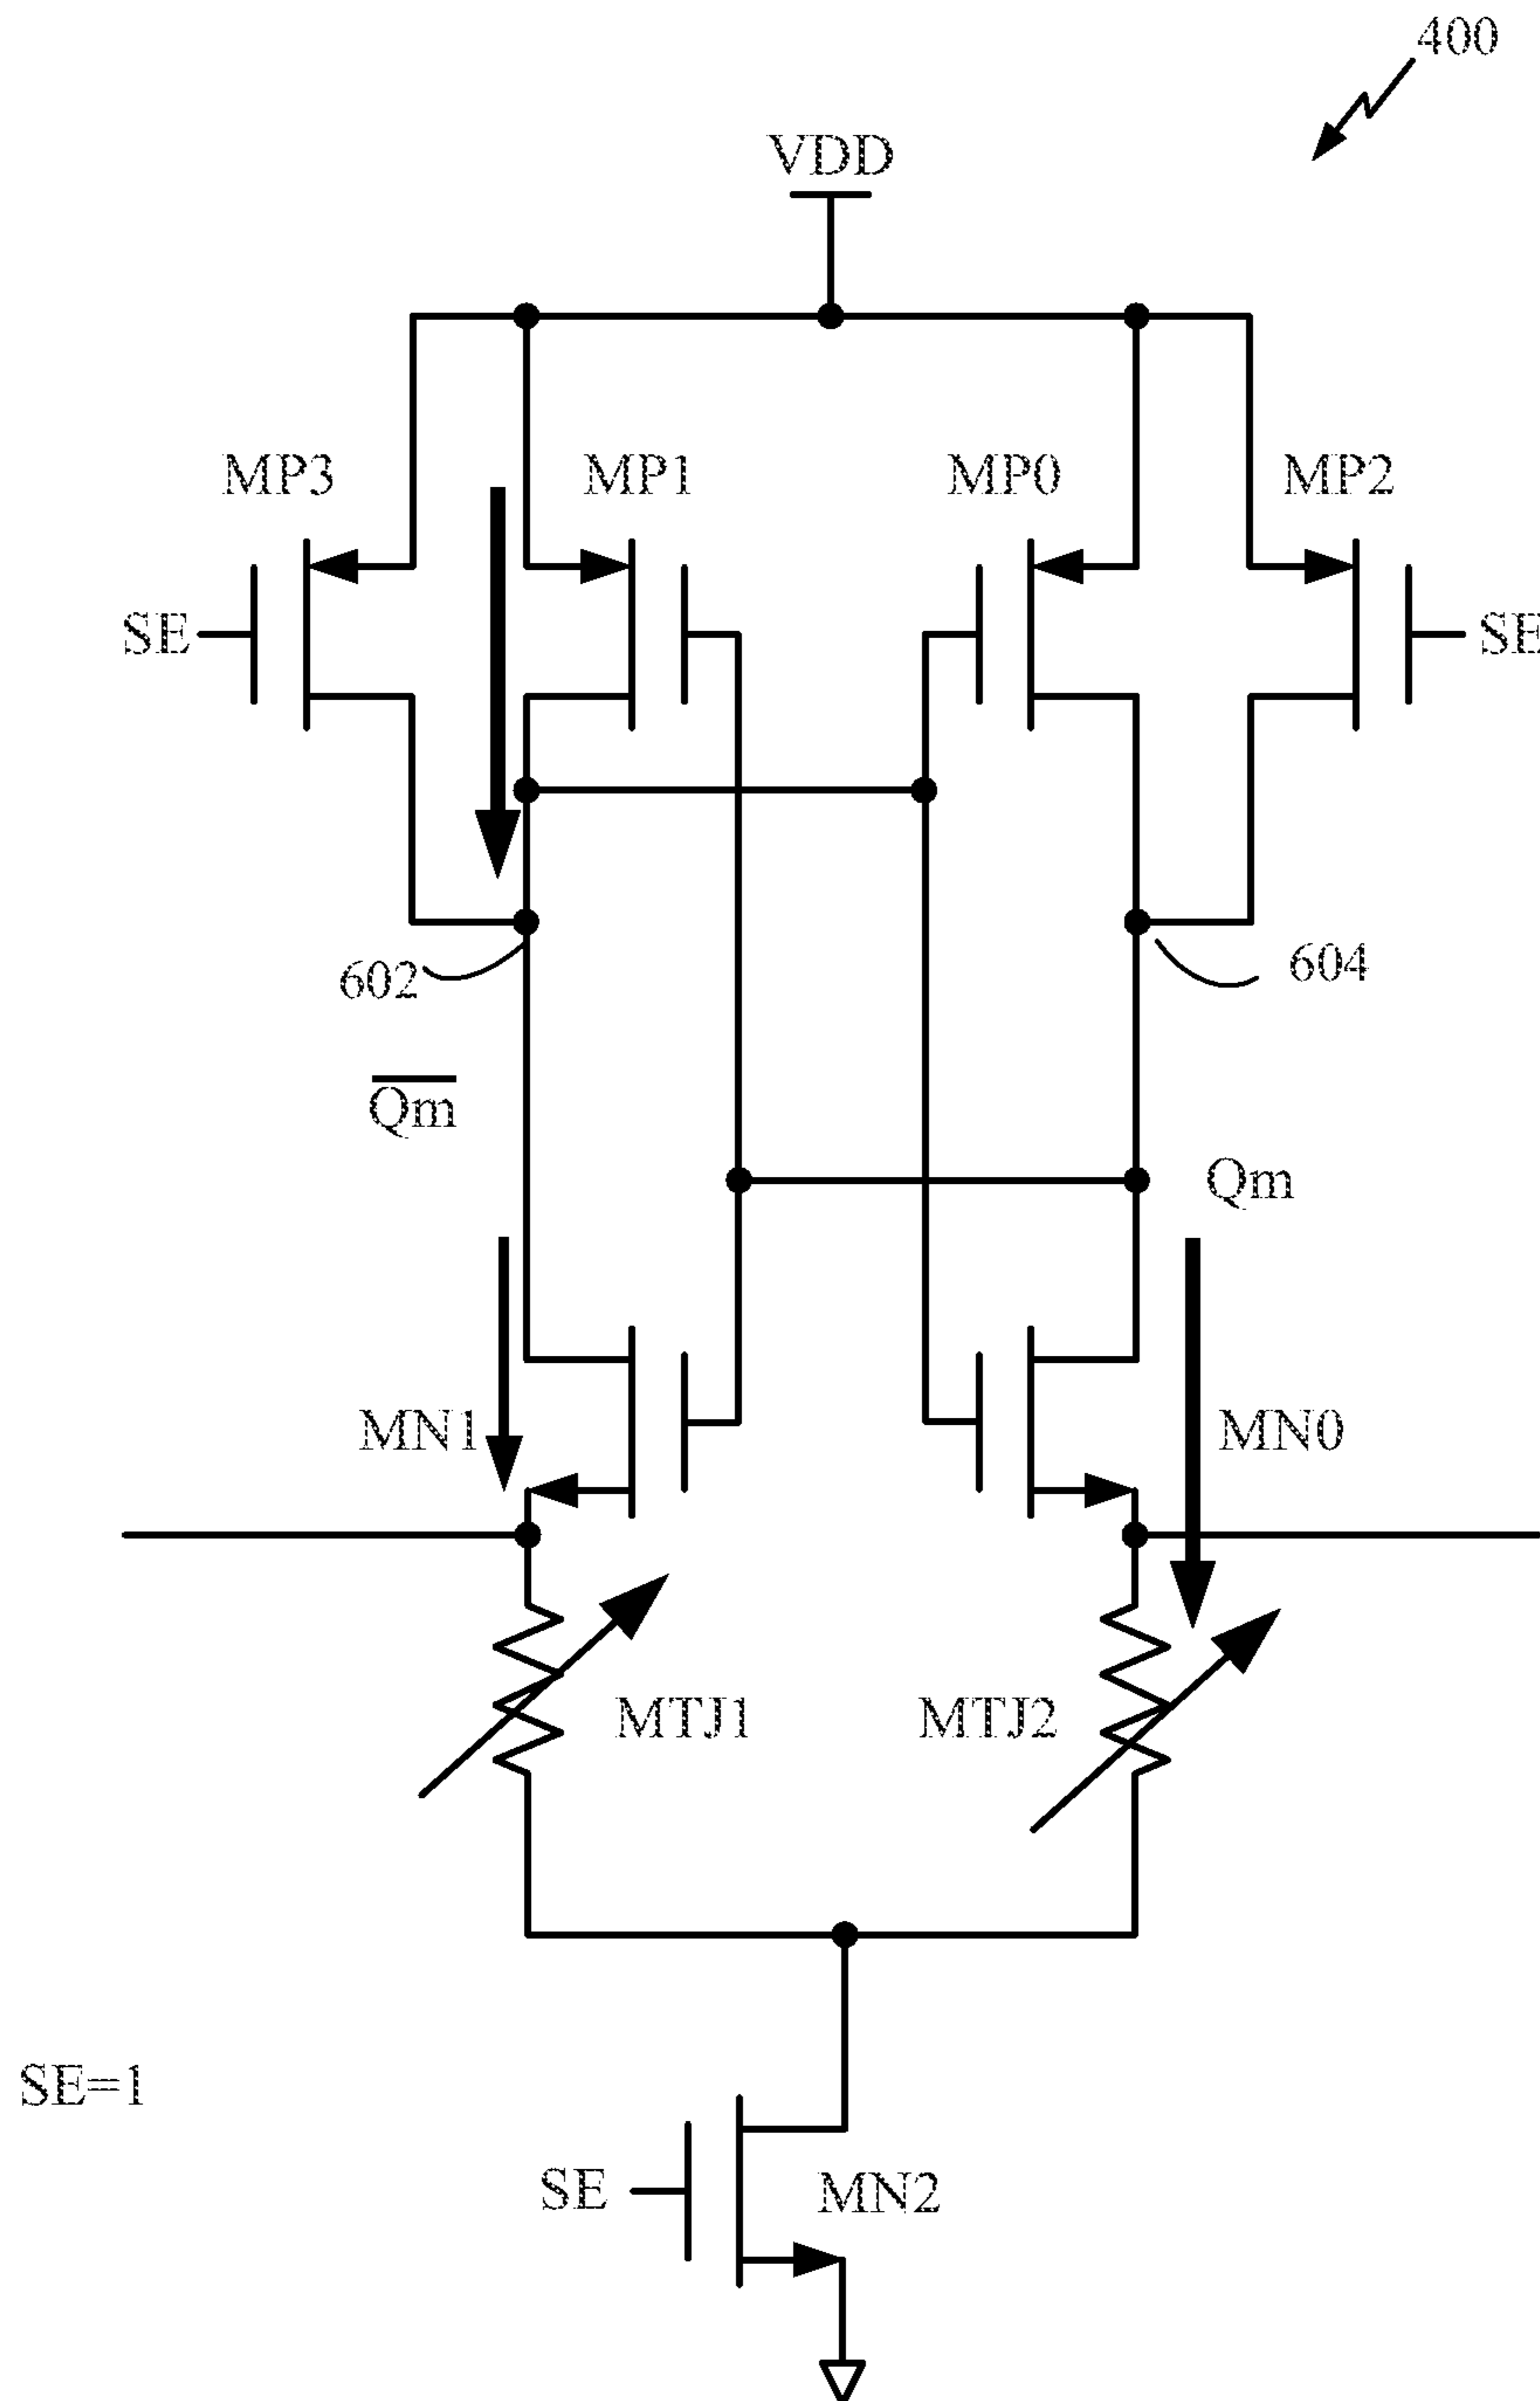 400
VDD
MP3 MP1 MP0 MP2
SE SE
602 604
Qm
Qm
MN1 MN0
MTJ1 MTJ2
SE=1
SE MN2